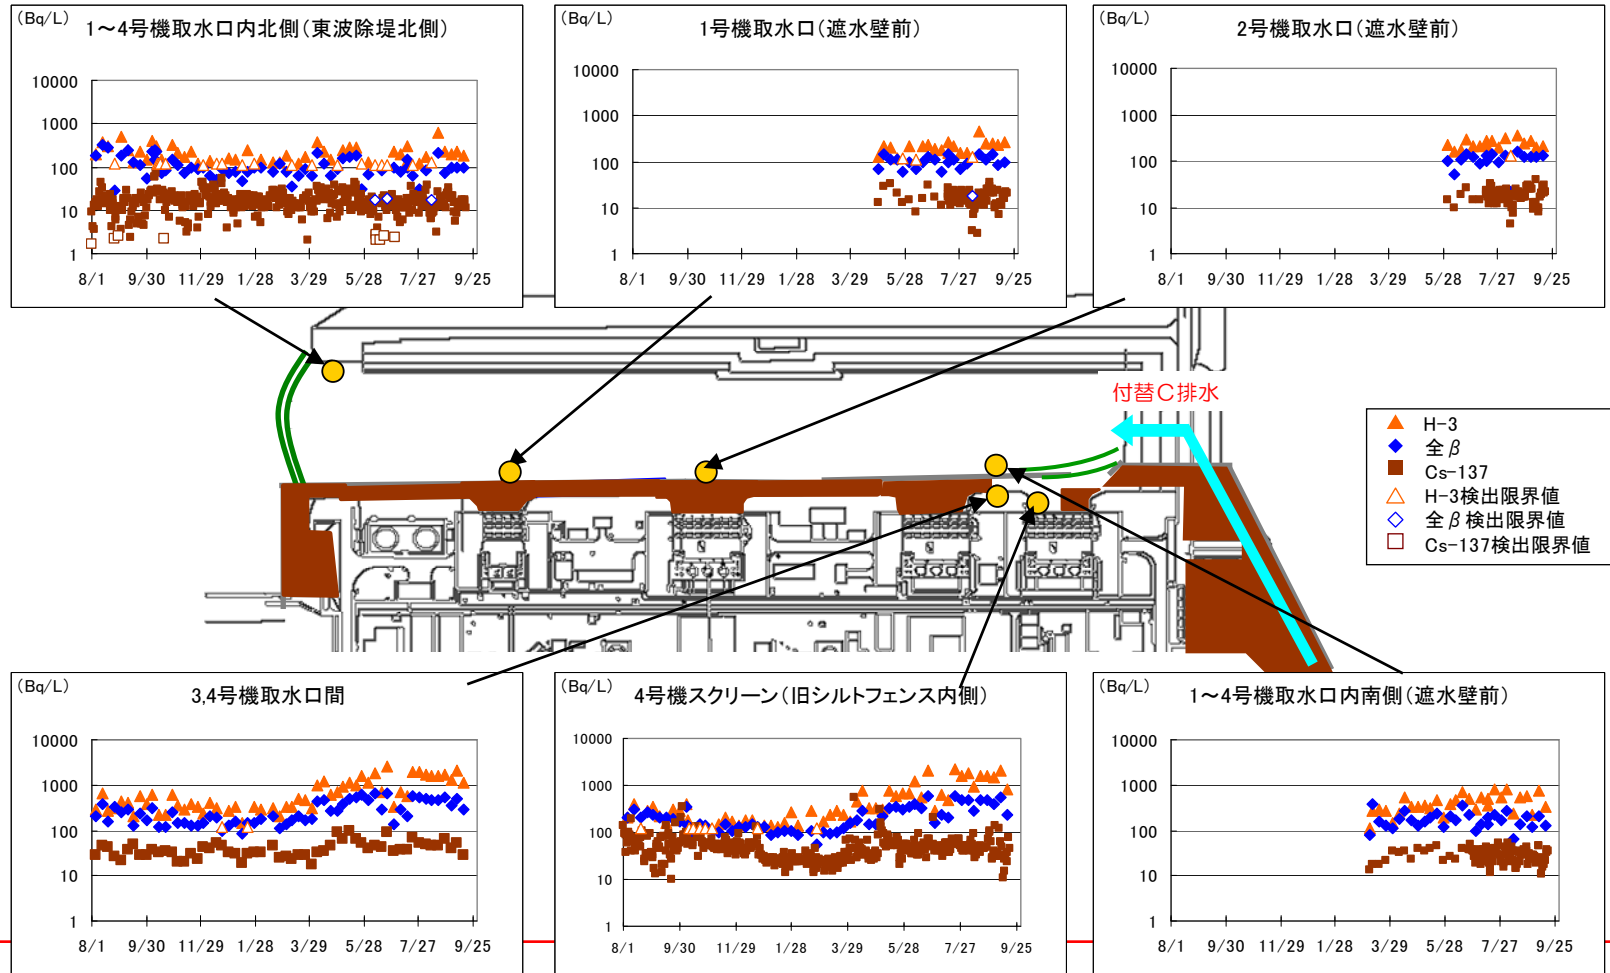 (Bq/L)
1～4号機取水口内北側(東波除堤北側)
10000
1000
100
10
1
8/1 9/30 11/29 1/28 3/29 5/28 7/27 9/25
(Bq/L)
1号機取水口(遮水壁前)
10000
1000
100
10
1
8/1 9/30 11/29 1/28 3/29 5/28 7/27 9/25
(Bq/L)
2号機取水口(遮水壁前)
10000
1000
100
10
1
8/1 9/30 11/29 1/28 3/29 5/28 7/27 9/25
付替C排水
H-3
全β
Cs-137
H-3検出限界値
全β検出限界値
Cs-137検出限界値
(Bq/L)
3,4号機取水口間
10000
1000
100
10
1
8/1 9/30 11/29 1/28 3/29 5/28 7/27 9/25
(Bq/L)
4号機スクリーン(旧シルトフェンス内側)
10000
1000
100
10
1
8/1 9/30 11/29 1/28 3/29 5/28 7/27 9/25
(Bq/L)
1～4号機取水口内南側(遮水壁前)
10000
1000
100
10
1
8/1 9/30 11/29 1/28 3/29 5/28 7/27 9/25